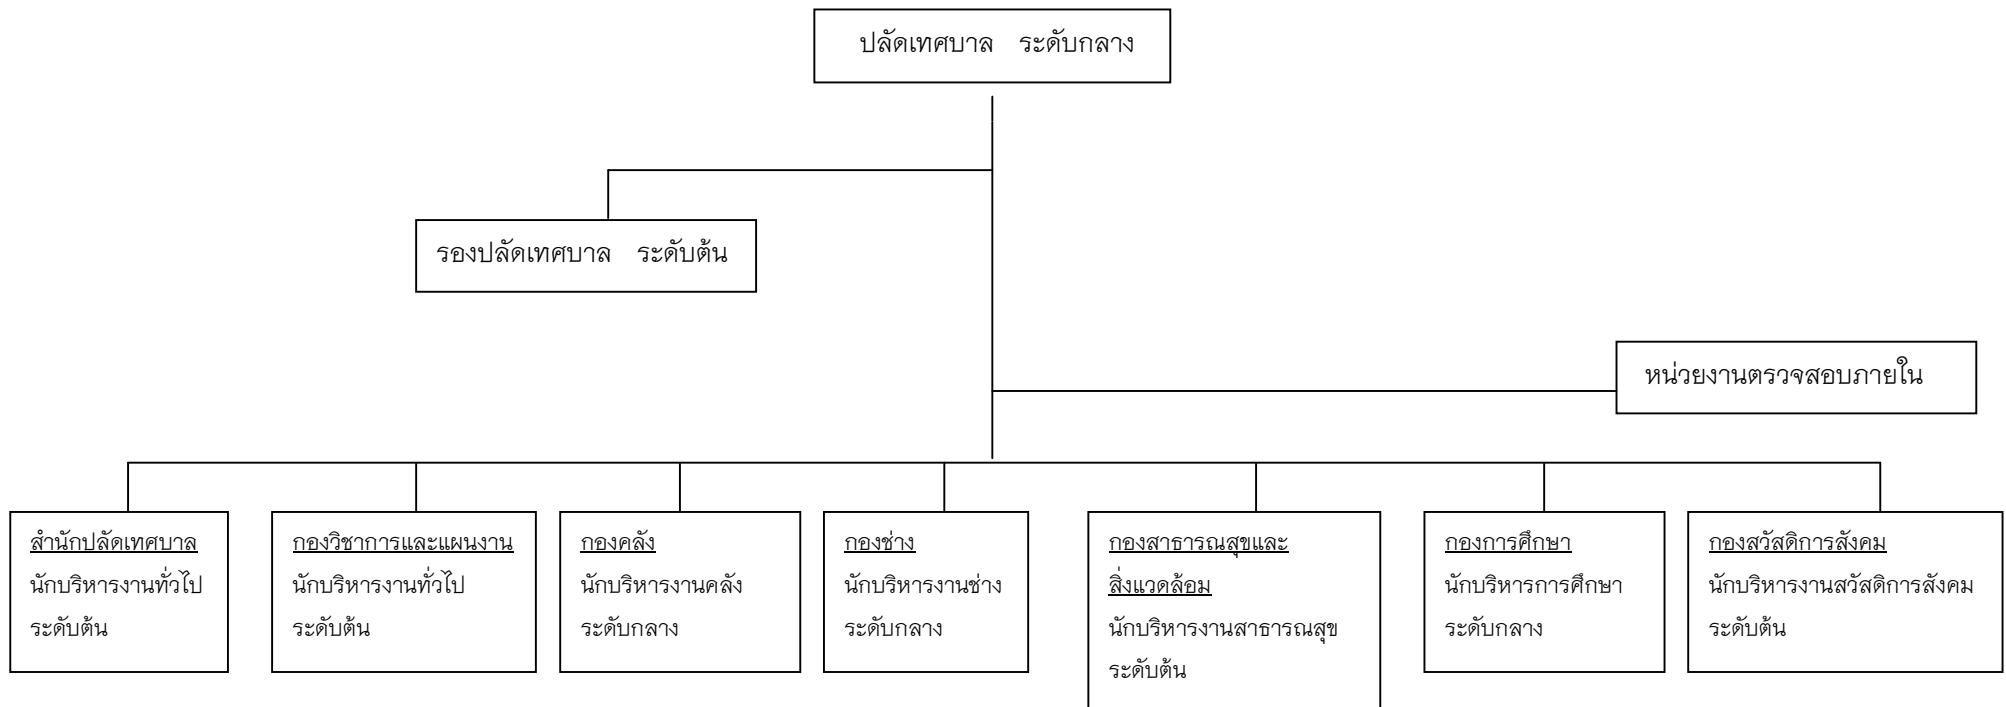 ปลัดเทศบาล ระดับกลาง
รองปลัดเทศบาล ระดับต้น
หน่วยงานตรวจสอบภายใน
สำนักปลัดเทศบาล
นักบริหารงานทั่วไป
ระดับต้น
กองวิชาการและแผนงาน
นักบริหารงานทั่วไป
ระดับต้น
กองคลัง
นักบริหารงานคลัง
ระดับกลาง
กองช่าง
นักบริหารงานช่าง
ระดับกลาง
กองสาธารณสุขและ
สิ่งแวดล้อม
นักบริหารงานสาธารณสุข
ระดับต้น
กองการศึกษา
นักบริหารการศึกษา
ระดับกลาง
กองสวัสดิการสังคม
นักบริหารงานสวัสดิการสังคม
ระดับต้น